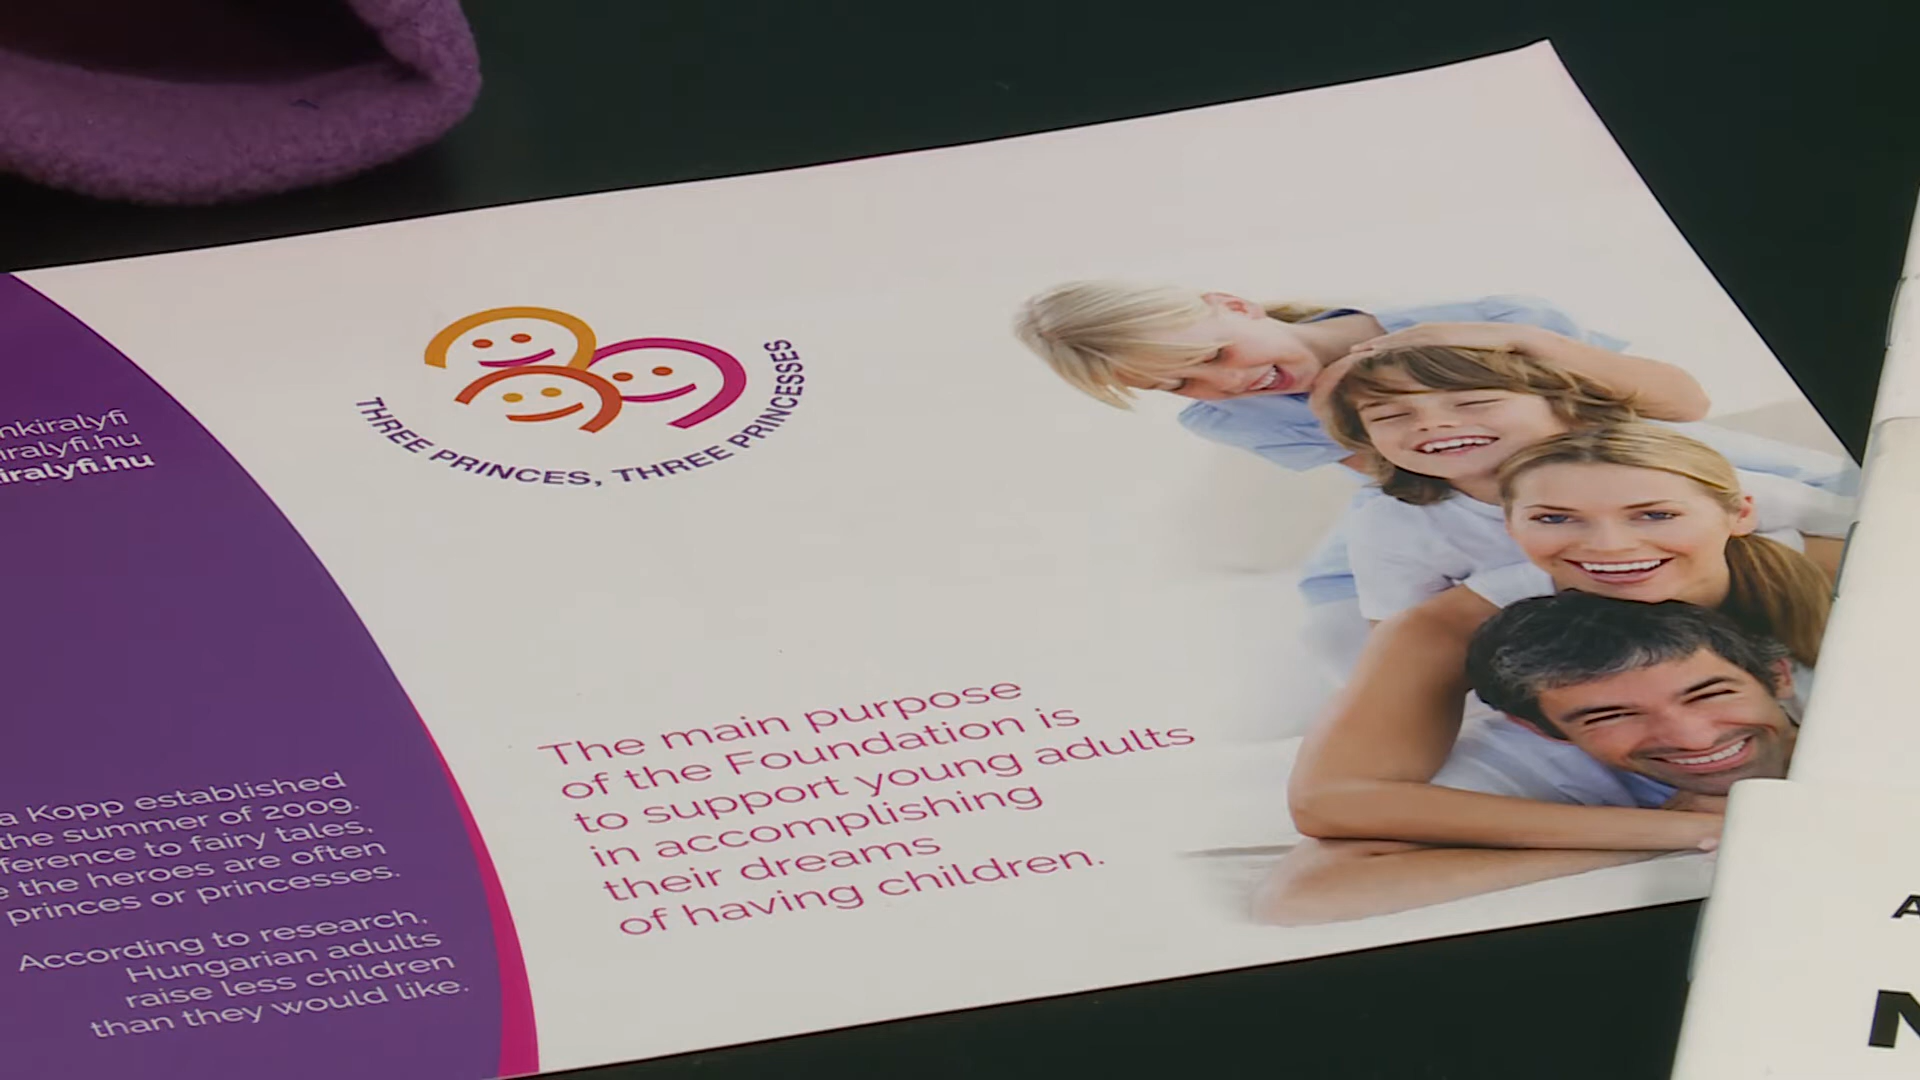 nkiralyfi
iralyfi.hu
iralyfi.hu
THREE PRINCES, THREE PRINCESSES
The main purpose
of the Foundation is
to support young adults
in accomplishing
their dreams
of having children.
a Kopp established
the summer of 2009.
ference to fairy tales,
e the heroes are often
princes or princesses.
According to research,
Hungarian adults
raise less children
than they would like.
A
N